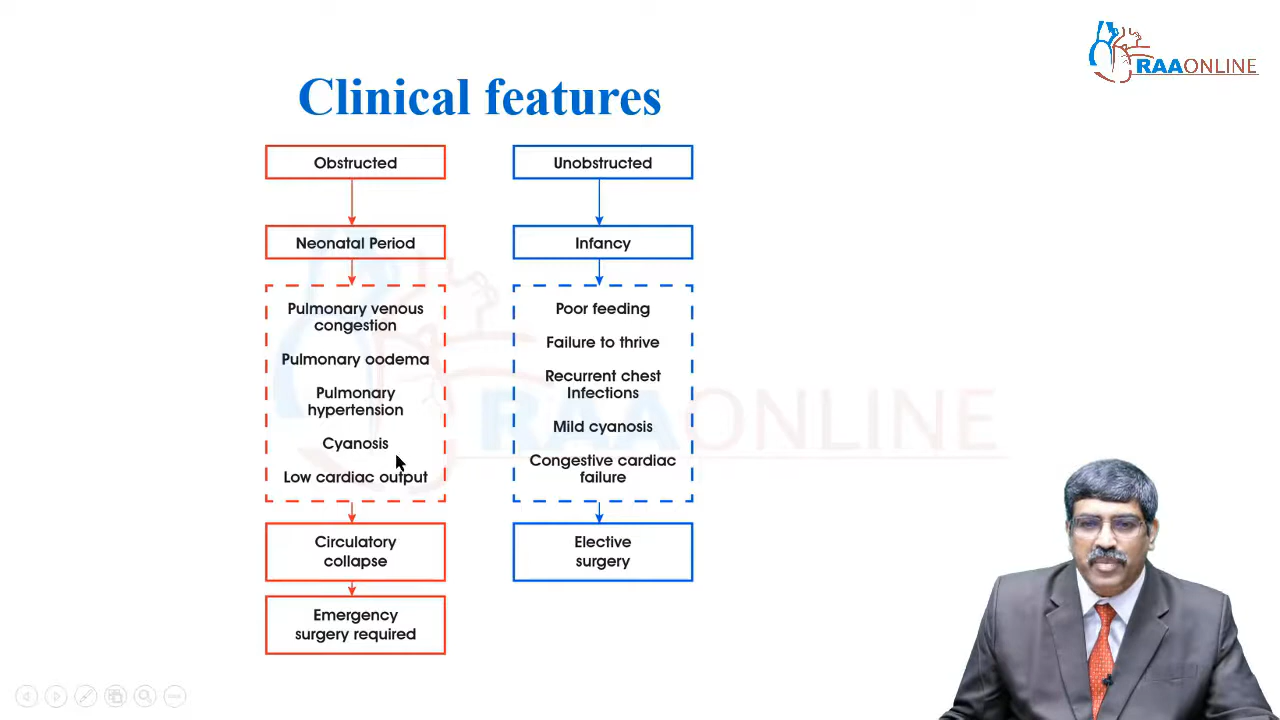 RAAONLINE
Clinical features
Obstructed
Neonatal Period
Pulmonary venous
congestion
Pulmonary oodema
Pulmonary
hypertension
Cyanosis
Low cardiac output
Circulatory
collapse
Emergency
surgery required
Unobstructed
Infancy
Poor feeding
Failure to thrive
Recurrent chest
Infections
Mild cyanosis
Congestive cardiac
failure
Elective
surgery
RAAONLINE